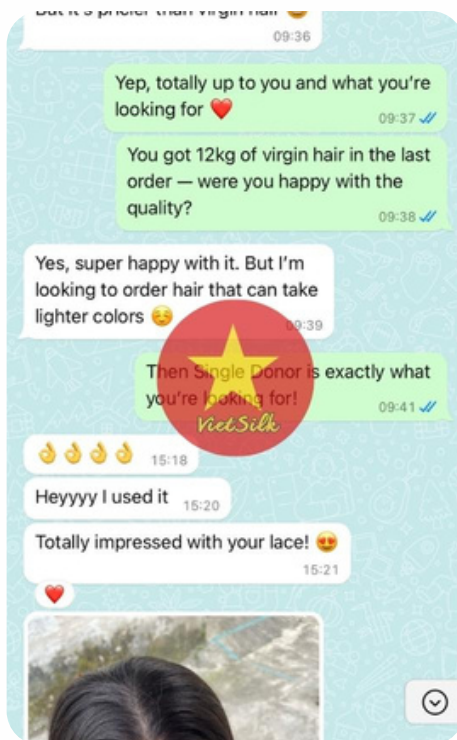 But it's pricier than virgin hair
09:36
Yep, totally up to you and what you're
looking for ❤️
09:37
You got 12kg of virgin hair in the last
order — were you happy with the
quality?
09:38
Yes, super happy with it. But I'm
looking to order hair that can take
lighter colors ☺️
09:39
Then Single Donor is exactly what
you're looking for!
09:41
VietSilk
👌👌👌👌 15:18
Heyyyy I used it 15:20
Totally impressed with your lace! 😍
15:21
❤️